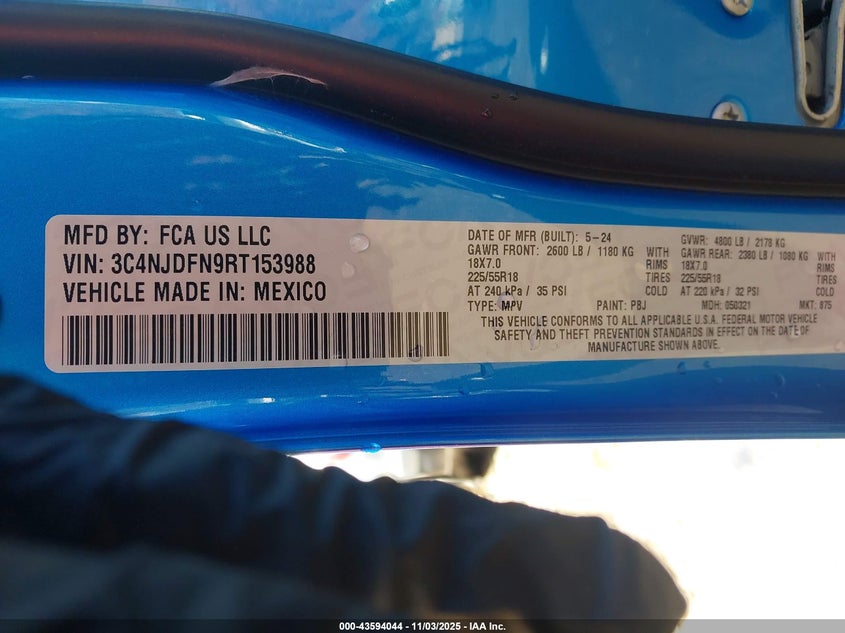 MFD BY: FCA US LLC
VIN: 3C4NJDFN9RT153988
VEHICLE MADE IN: MEXICO
DATE OF MFR (BUILT): 5-24
GVWR: 4800 LB / 2178 KG
GAWR FRONT: 2600 LB / 1180 KG WITH
GAWR REAR: 2380 LB / 1080 KG WITH
18X7.0 RIMS
18X7.0 RIMS
225/55R18 TIRES
225/55R18 TIRES
AT 240 kPa / 35 PSI COLD
AT 220 kPa / 32 PSI COLD
TYPE: MPV PAINT: PBJ MDH: 050321 MKT: 875
THIS VEHICLE CONFORMS TO ALL APPLICABLE U.S.A. FEDERAL MOTOR VEHICLE
SAFETY AND THEFT PREVENTION STANDARDS IN EFFECT ON THE DATE OF
MANUFACTURE SHOWN ABOVE.
000-43594044 | 11/03/2025 - IAA Inc.